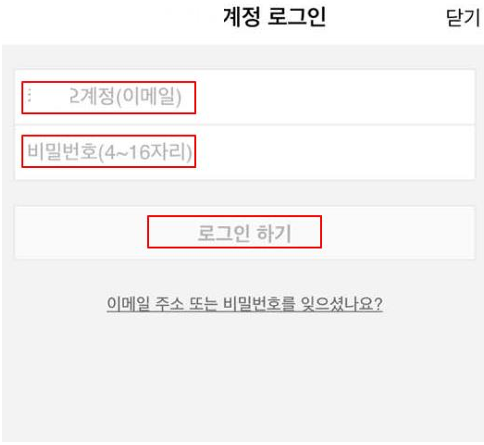 계정 로그인 닫기
계정(이메일)
비밀번호(4~16자리)
로그인 하기
이메일 주소 또는 비밀번호를 잊으셨나요?